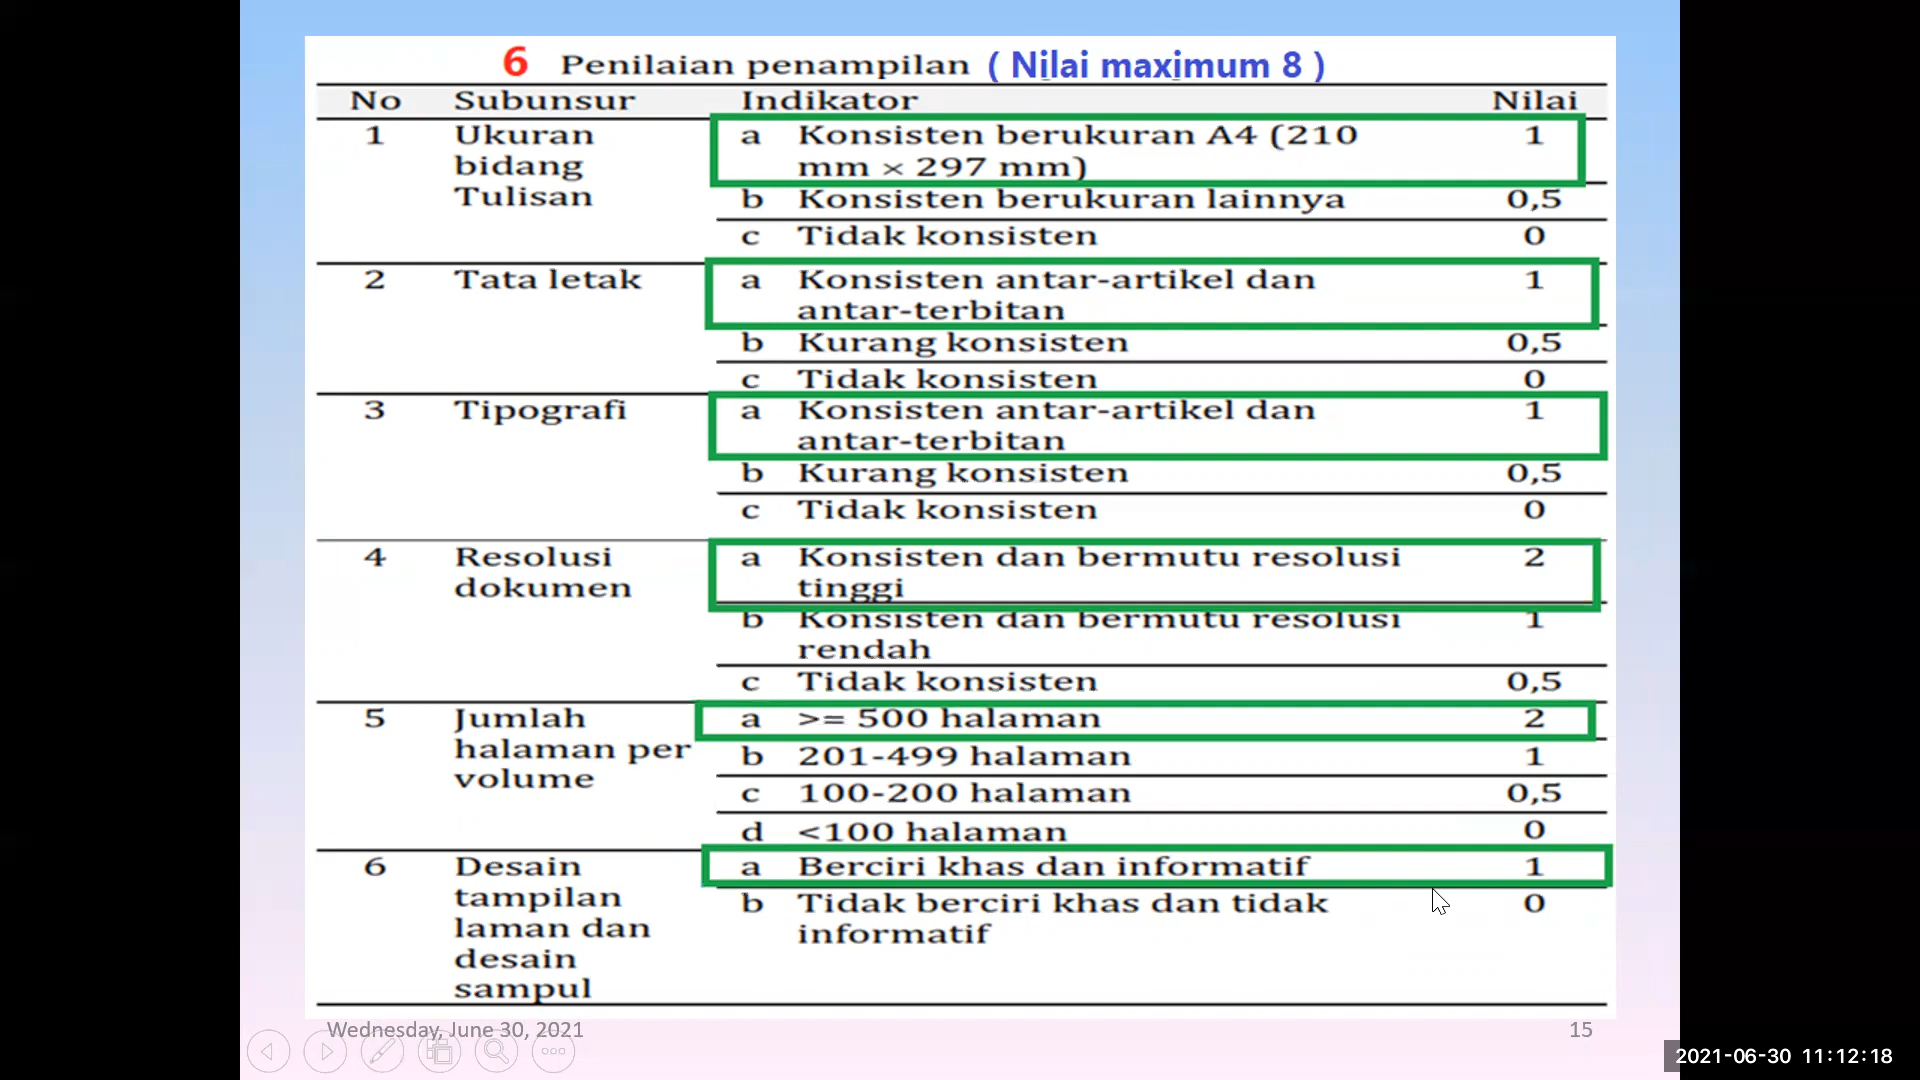 6 Penilaian penampilan ( Nilai maximum 8 )
No Subunsur Indikator Nilai
1 Ukuran a Konsisten berukuran A4 (210 1
bidang mm × 297 mm)
Tulisan b Konsisten berukuran lainnya 0,5
c Tidak konsisten 0
2 Tata letak a Konsisten antar-artikel dan 1
antar-terbitan
b Kurang konsisten 0,5
c Tidak konsisten 0
3 Tipografi a Konsisten antar-artikel dan 1
antar-terbitan
b Kurang konsisten 0,5
c Tidak konsisten 0
4 Resolusi a Konsisten dan bermutu resolusi 2
dokumen tinggi
b Konsisten dan bermutu resolusi 1
rendah
c Tidak konsisten 0,5
5 Jumlah a >= 500 halaman 2
halaman per b 201-499 halaman 1
volume c 100-200 halaman 0,5
d <100 halaman 0
6 Desain a Berciri khas dan informatif 1
tampilan b Tidak berciri khas dan tidak 0
laman dan informatif
desain
sampul
Wednesday, June 30, 2021 15
2021-06-30 11:12:18